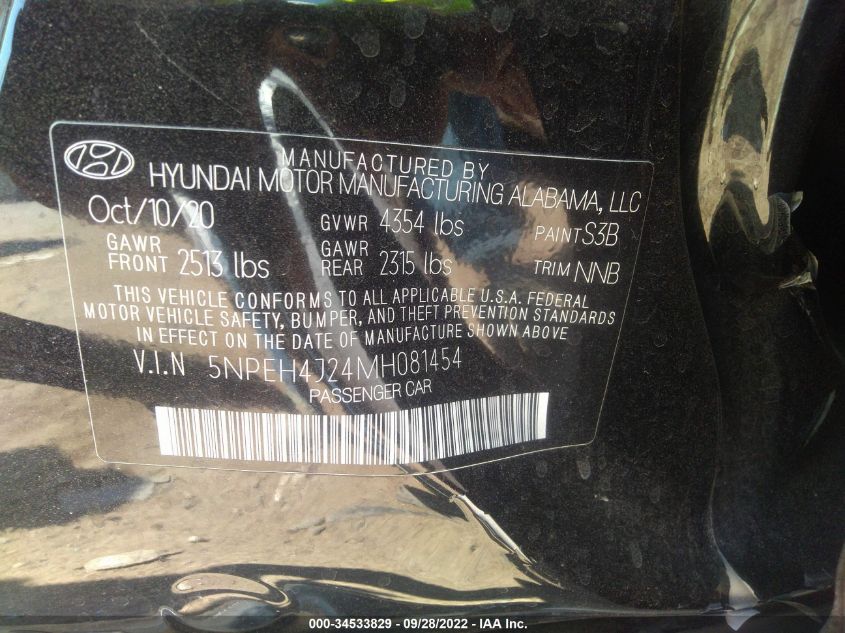 MANUFACTURED BY
HYUNDAI MOTOR MANUFACTURING ALABAMA, LLC
Oct/10/20 GVWR 4354 lbs PAINT S3B
GAWR FRONT 2513 lbs GAWR REAR 2315 lbs TRIM NNB
THIS VEHICLE CONFORMS TO ALL APPLICABLE U.S.A. FEDERAL
MOTOR VEHICLE SAFETY, BUMPER, AND THEFT PREVENTION STANDARDS
IN EFFECT ON THE DATE OF MANUFACTURE SHOWN ABOVE
V.I.N 5NPEH4J24MH081454
PASSENGER CAR
000-34533829 - 09/28/2022 - IAA Inc.